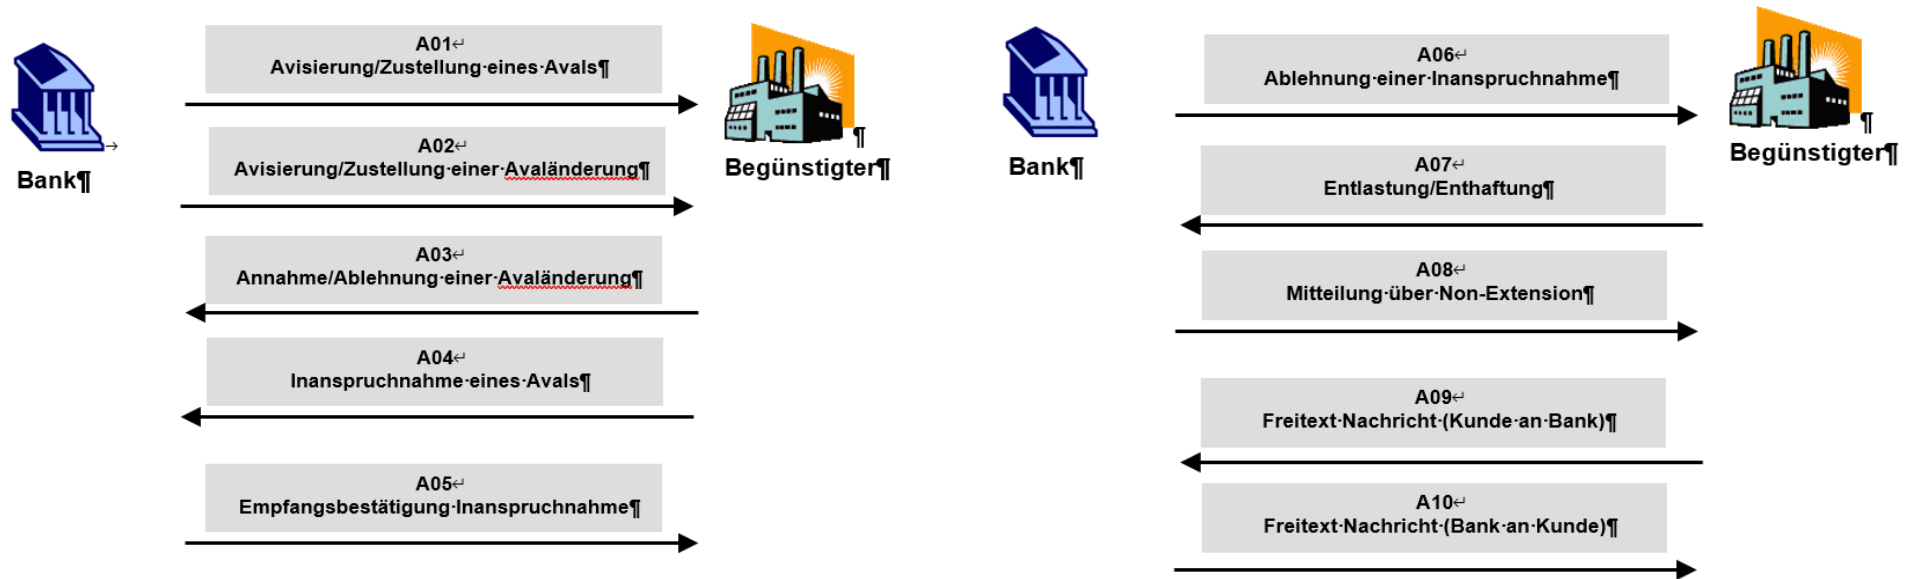 A01↵
Avisierung/Zustellung·eines·Avals¶
→
Bank¶
A02↵
Avisierung/Zustellung·einer·Avaländerung¶
¶
Begünstigter¶
A03↵
Annahme/Ablehnung·einer·Avaländerung¶
A04↵
Inanspruchnahme·eines·Avals¶
A05↵
Empfangsbestätigung·Inanspruchnahme¶
A06↵
Ablehnung·einer·Inanspruchnahme¶
Bank¶
¶
Begünstigter¶
A07↵
Entlastung/Enthaftung¶
A08↵
Mitteilung·über·Non-Extension¶
A09↵
Freitext·Nachricht·(Kunde·an·Bank)¶
A10↵
Freitext·Nachricht·(Bank·an·Kunde)¶